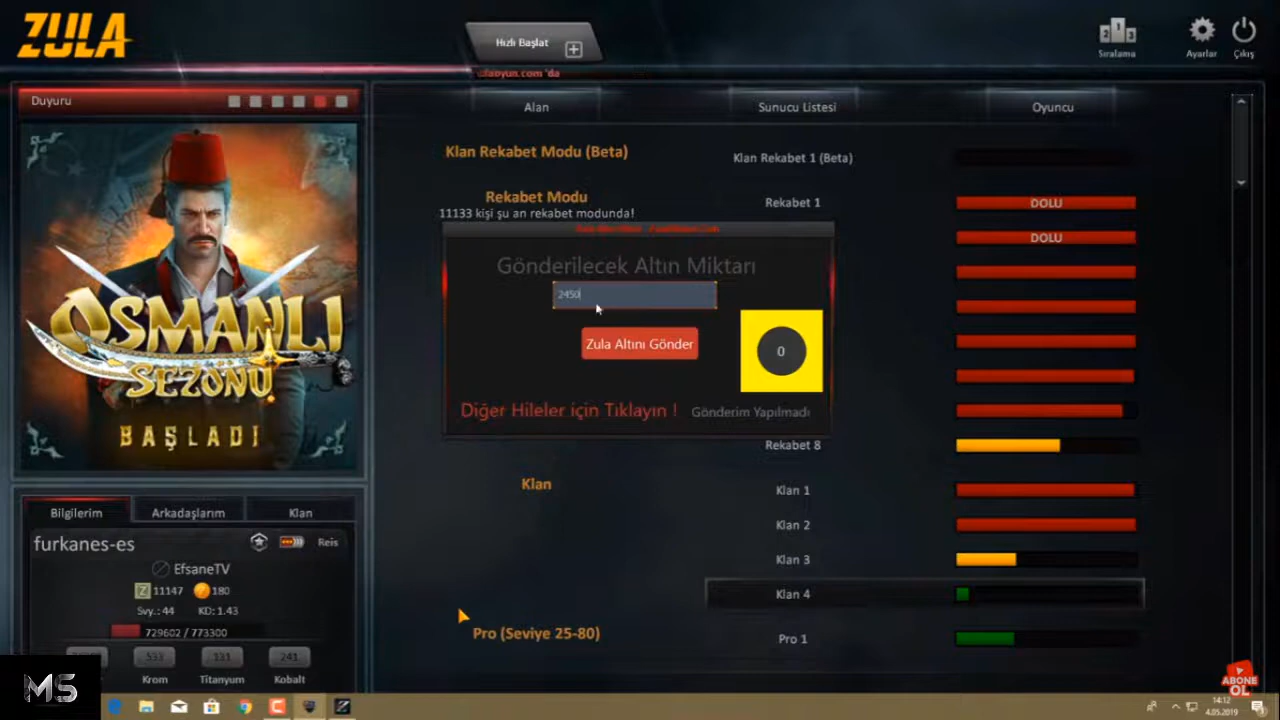 ZULA
Hızlı Başlat
Sıralama
Ayarlar
Çıkış
Duyuru
Alan
Sunucu Listesi
Oyuncu
Klan Rekabet Modu (Beta)
Klan Rekabet 1 (Beta)
Rekabet Modu
11133 kişi şu an rekabet modunda!
Rekabet 1
DOLU
DOLU
Gönderilecek Altın Miktarı
2450
Zula Altını Gönder
0
Diğer Hileler için Tıklayın !
Gönderim Yapılmadı
Rekabet 8
OSMANLI
SEZONU
BAŞLADI
Klan
Klan 1
Klan 2
Klan 3
Klan 4
Pro (Seviye 25-80)
Pro 1
Bilgilerim
Arkadaşlarım
Klan
furkanes-es
Reis
EfsaneTV
11147
180
Svy.: 44
KD: 1.43
729602 / 773300
533
131
241
Krom
Titanyum
Kobalt
MS
ABONE
OL
14:12
4.05.2019